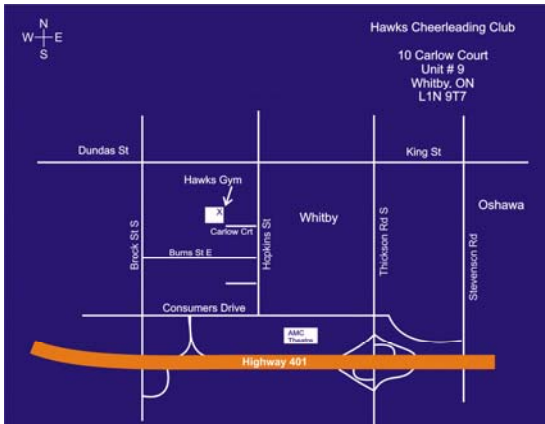 N
W E
S
Hawks Cheerleading Club
10 Carlow Court
Unit # 9
Whitby. ON
L1N 9T7
Dundas St
King St
Hawks Gym
X
Carlow Crt
Whitby
Oshawa
Brock St S
Hopkins St
Thickson Rd S
Stevenson Rd
Burns St E
Consumers Drive
AMC
Theatre
Highway 401